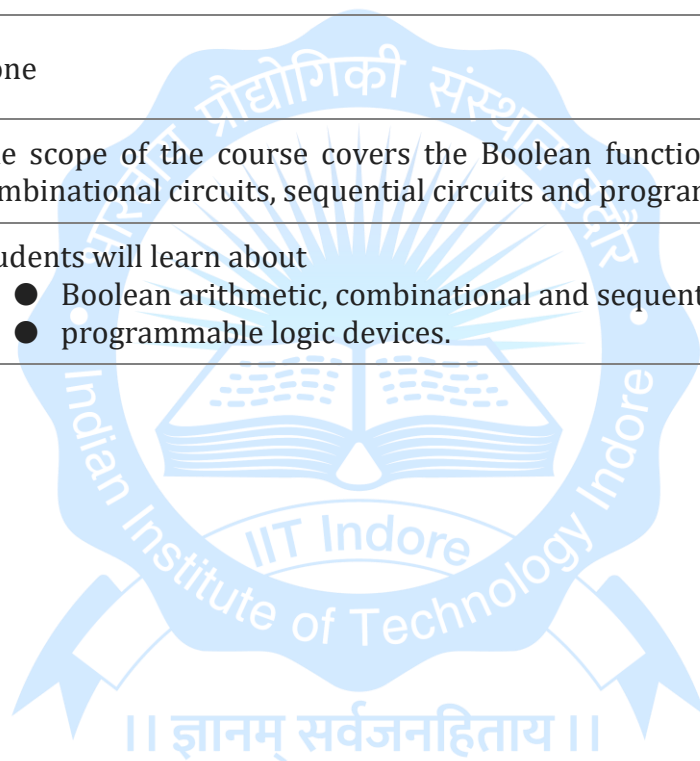 one
e scope of the course covers the Boolean functio
mbinational circuits, sequential circuits and program
udents will learn about
● Boolean arithmetic, combinational and sequent
● programmable logic devices.
भारतीय प्रौद्योगिकी संस्थान इंदौर
IIT Indore
Indian Institute of Technology Indore
।। ज्ञानम् सर्वजनहिताय ।।